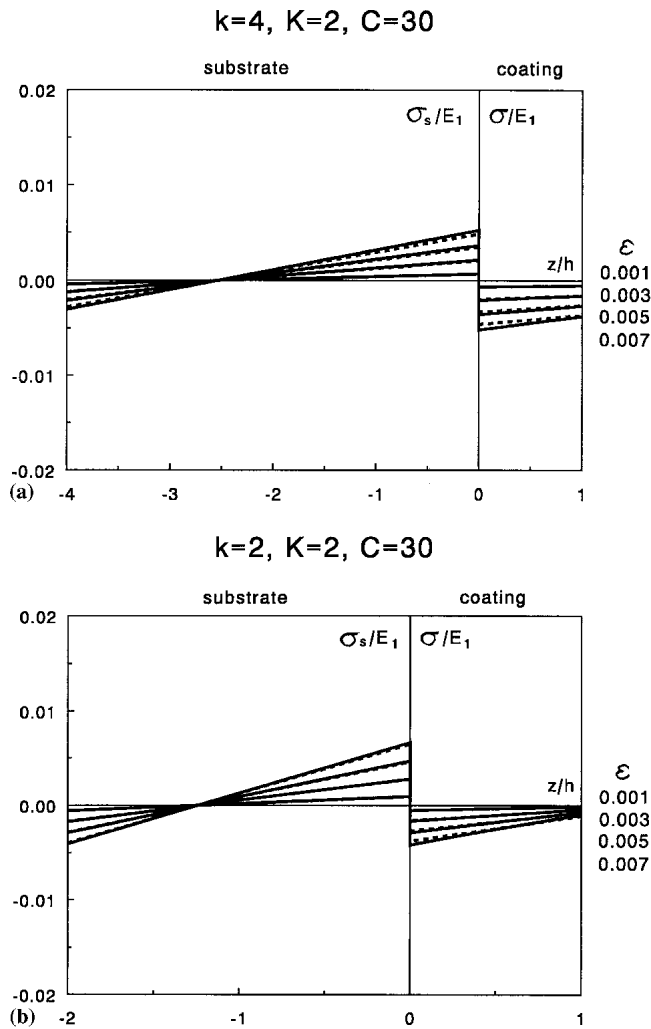 k=4, K=2, C=30
substrate coating
0.02
σs/E1 σ/E1
0.01
ε
0.00 z/h 0.001
0.003
0.005
0.007
-0.01
-0.02
(a) -4 -3 -2 -1 0 1
k=2, K=2, C=30
substrate coating
0.02
σs/E1 σ/E1
0.01
ε
0.00 z/h 0.001
0.003
0.005
0.007
-0.01
-0.02
(b) -2 -1 0 1